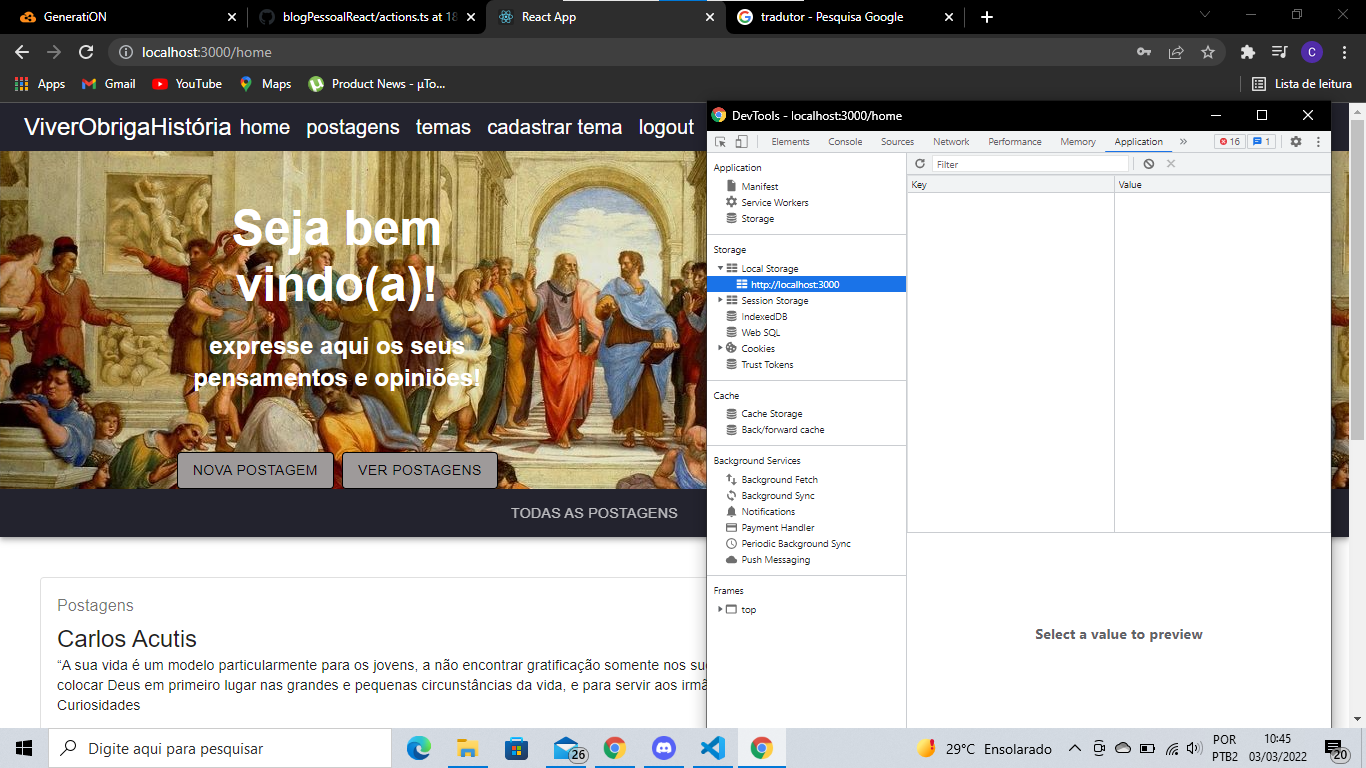 GeneratiON
blogPessoalReact/actions.ts at 18
React App
tradutor - Pesquisa Google
localhost:3000/home
C
Apps
Gmail
YouTube
Maps
Product News - µTo...
Lista de leitura
ViverObrigaHistória home postagens temas cadastrar tema logout
Seja bem
vindo(a)!
expresse aqui os seus
pensamentos e opiniões!
NOVA POSTAGEM
VER POSTAGENS
TODAS AS POSTAGENS
Postagens
Carlos Acutis
“A sua vida é um modelo particularmente para os jovens, a não encontrar gratificação somente nos su
colocar Deus em primeiro lugar nas grandes e pequenas circunstâncias da vida, e para servir aos irmã
Curiosidades
DevTools - localhost:3000/home
Elements Console Sources Network Performance Memory Application » 16 1
Application
Manifest
Service Workers
Storage
Storage
Local Storage
http://localhost:3000
Session Storage
IndexedDB
Web SQL
Cookies
Trust Tokens
Cache
Cache Storage
Back/forward cache
Background Services
Background Fetch
Background Sync
Notifications
Payment Handler
Periodic Background Sync
Push Messaging
Frames
top
Filter
Key
Value
Select a value to preview
Digite aqui para pesquisar
26
29°C Ensolarado
POR
PTB2
10:45
03/03/2022
20